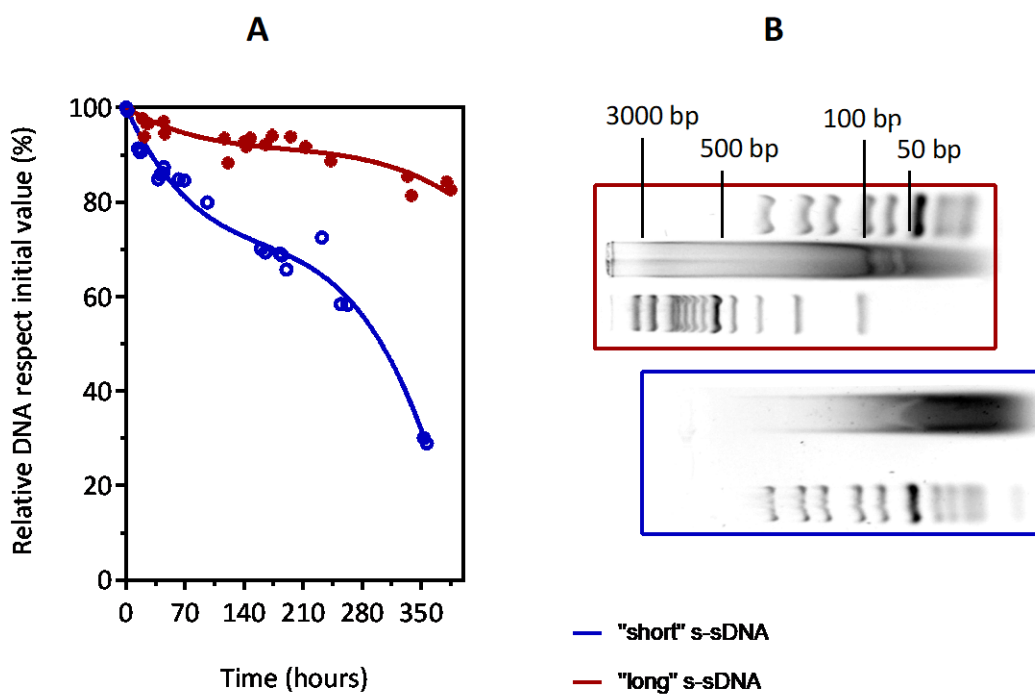 A
B
Relative DNA respect initial value (%)
100
80
60
40
20
0
0 70 140 210 280 350
Time (hours)
3000 bp
500 bp
100 bp
50 bp
"short" s-sDNA
"long" s-sDNA